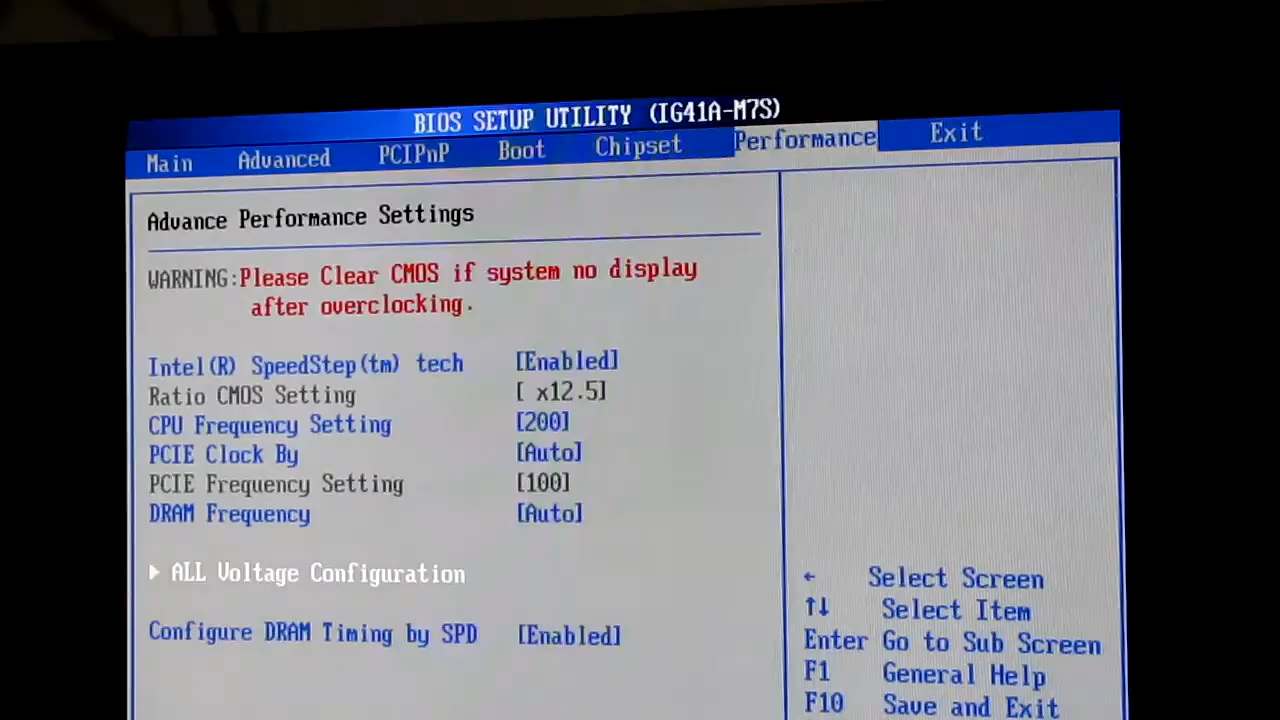 BIOS SETUP UTILITY (IG41A-M7S)
Main Advanced PCIPnP Boot Chipset Performance Exit
Advance Performance Settings
WARNING:Please Clear CMOS if system no display
after overclocking.
Intel(R) SpeedStep(tm) tech [Enabled]
Ratio CMOS Setting [ x12.5]
CPU Frequency Setting [200]
PCIE Clock By [Auto]
PCIE Frequency Setting [100]
DRAM Frequency [Auto]
▶ ALL Voltage Configuration
Configure DRAM Timing by SPD [Enabled]
← Select Screen
↑↓ Select Item
Enter Go to Sub Screen
F1 General Help
F10 Save and Exit